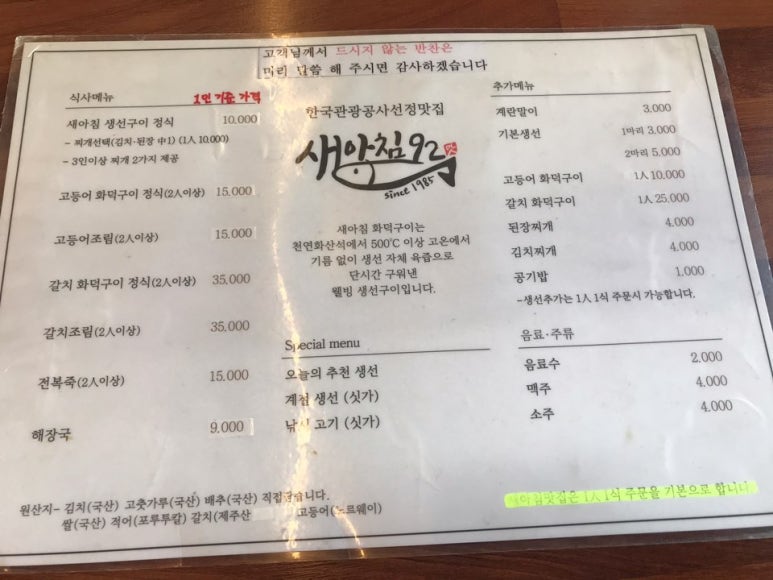 고객님께서 드시지 않는 반찬은
미리 말씀 해 주시면 감사하겠습니다
식사메뉴 1인 기준 가격
새아침 생선구이 정식 10.000
- 찌개선택(김치·된장 中1) (1人 10.000)
- 3인이상 찌개 2가지 제공
고등어 화덕구이 정식(2人이상) 15.000
고등어조림(2人이상) 15.000
갈치 화덕구이 정식(2人이상) 35.000
갈치조림(2人이상) 35.000
전복죽(2人이상) 15.000
해장국 9.000
한국관광공사선정맛집
새아침92
맛
since 1985
새아침 화덕구이는
천연화산석에서 500℃ 이상 고온에서
기름 없이 생선 자체 육즙으로
단시간 구워낸
웰빙 생선구이입니다.
Special menu
오늘의 추천 생선
계절 생선 (싯가)
낚시 고기 (싯가)
추가메뉴
계란말이 3.000
기본생선 1마리 3,000
2마리 5,000
고등어 화덕구이 1人 10.000
갈치 화덕구이 1人 25.000
된장찌개 4.000
김치찌개 4.000
공기밥 1.000
-생선추가는 1人 1식 주문시 가능합니다.
음료·주류
음료수 2.000
맥주 4.000
소주 4.000
원산지- 김치(국산) 고춧가루(국산) 배추(국산) 직접담습니다.
쌀(국산) 적어(포루투칼) 갈치(제주산 고등어(노르웨이)
새아침맛집은 1人 1식 주문을 기본으로 합니다